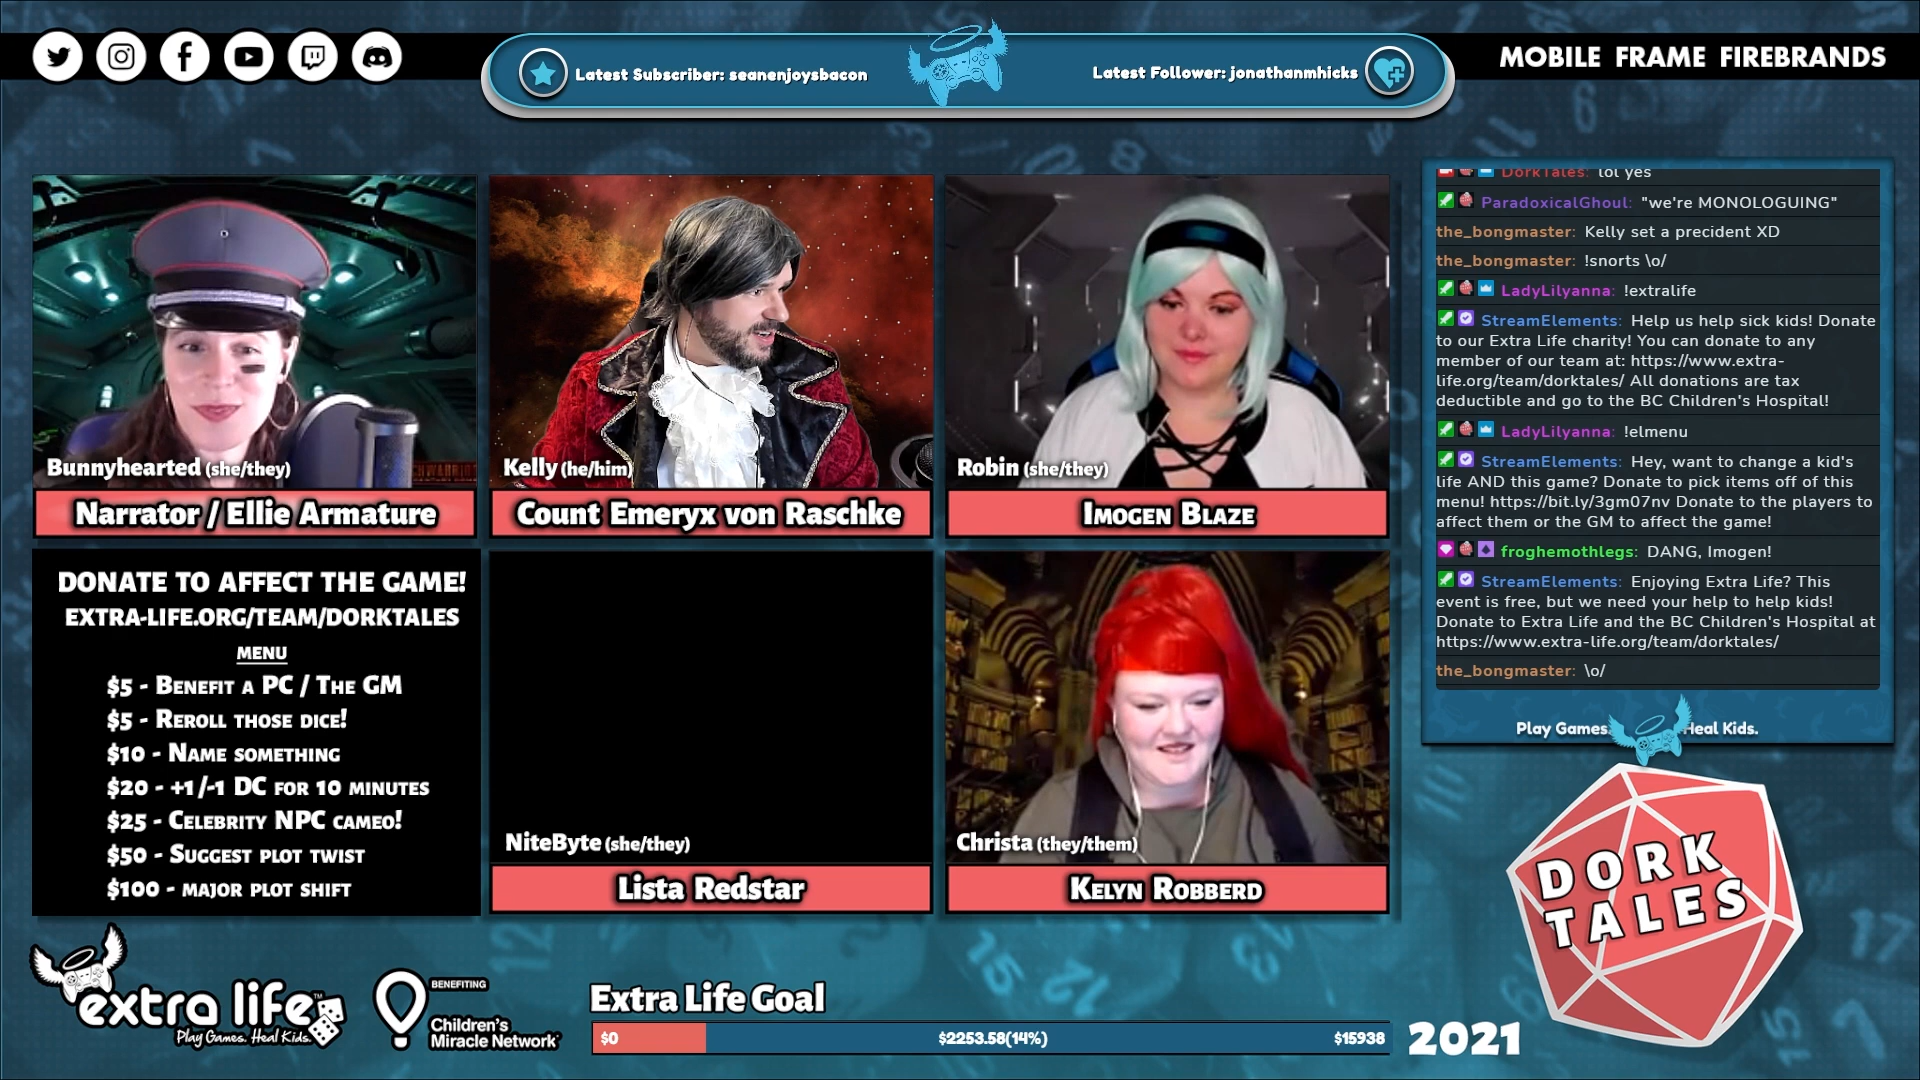 Latest Subscriber: seanenjoysbacon
Latest Follower: jonathanmhicks
MOBILE FRAME FIREBRANDS
Bunnyhearted (she/they)
Narrator / Ellie Armature
Kelly (he/him)
Count Emeryx von Raschke
Robin (she/they)
Imogen Blaze
DONATE TO AFFECT THE GAME!
EXTRA-LIFE.ORG/TEAM/DORKTALES
MENU
$5 - Benefit a PC / The GM
$5 - Reroll those dice!
$10 - Name something
$20 - +1/-1 DC for 10 minutes
$25 - Celebrity NPC cameo!
$50 - Suggest plot twist
$100 - major plot shift
NiteByte (she/they)
Lista Redstar
Christa (they/them)
Kelyn Robberd
DorkTales: lol yes
ParadoxicalGhoul: "we're MONOLOGUING"
the_bongmaster: Kelly set a precident XD
the_bongmaster: !snorts \o/
LadyLilyanna: !extralife
StreamElements: Help us help sick kids! Donate
to our Extra Life charity! You can donate to any
member of our team at: https://www.extra-
life.org/team/dorktales/ All donations are tax
deductible and go to the BC Children's Hospital!
LadyLilyanna: !elmenu
StreamElements: Hey, want to change a kid's
life AND this game? Donate to pick items off of this
menu! https://bit.ly/3gm07nv Donate to the players to
affect them or the GM to affect the game!
froghemothlegs: DANG, Imogen!
StreamElements: Enjoying Extra Life? This
event is free, but we need your help to help kids!
Donate to Extra Life and the BC Children's Hospital at
https://www.extra-life.org/team/dorktales/
the_bongmaster: \o/
Play Games. Heal Kids.
DORK
TALES
extra life™
Play Games. Heal Kids.
BENEFITING
Children's
Miracle Network
Extra Life Goal
$0
$2253.58(14%)
$15938
2021